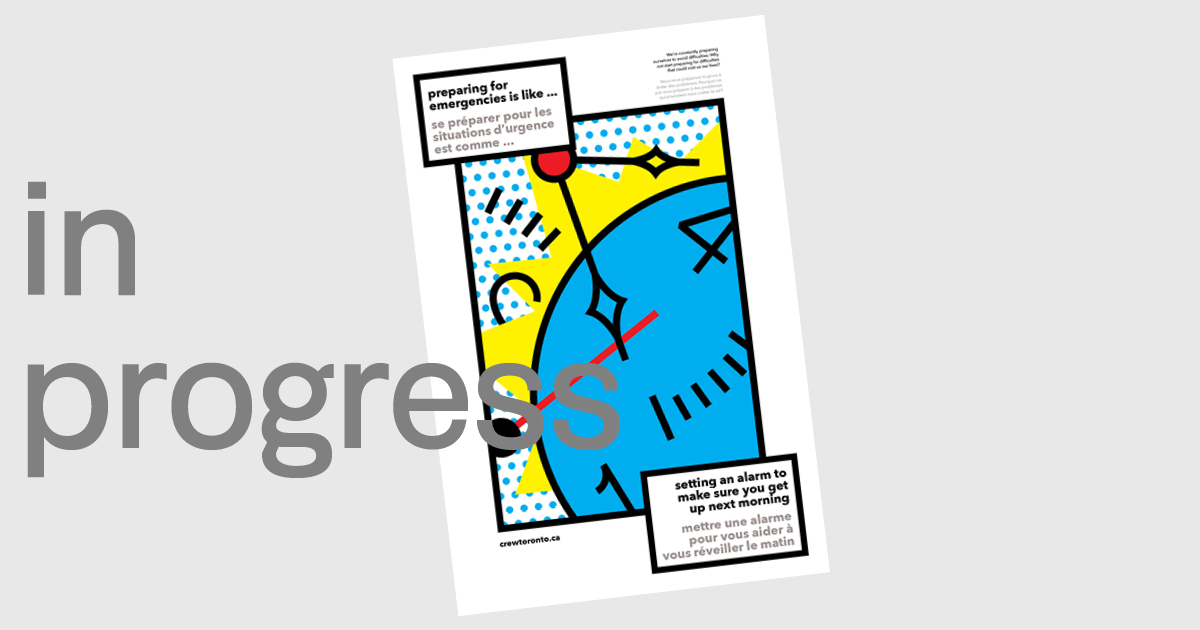 in
progress
preparing for
emergencies is like ...
se préparer pour les
situations d'urgence
est comme ...
We're constantly preparing
ourselves to avoid difficulties. Why
not start preparing for difficulties
that could cost us our lives?
4
1
setting an alarm to
make sure you get
up next morning
mettre une alarme
pour vous aider à
vous réveiller le matin
crewtoronto.ca